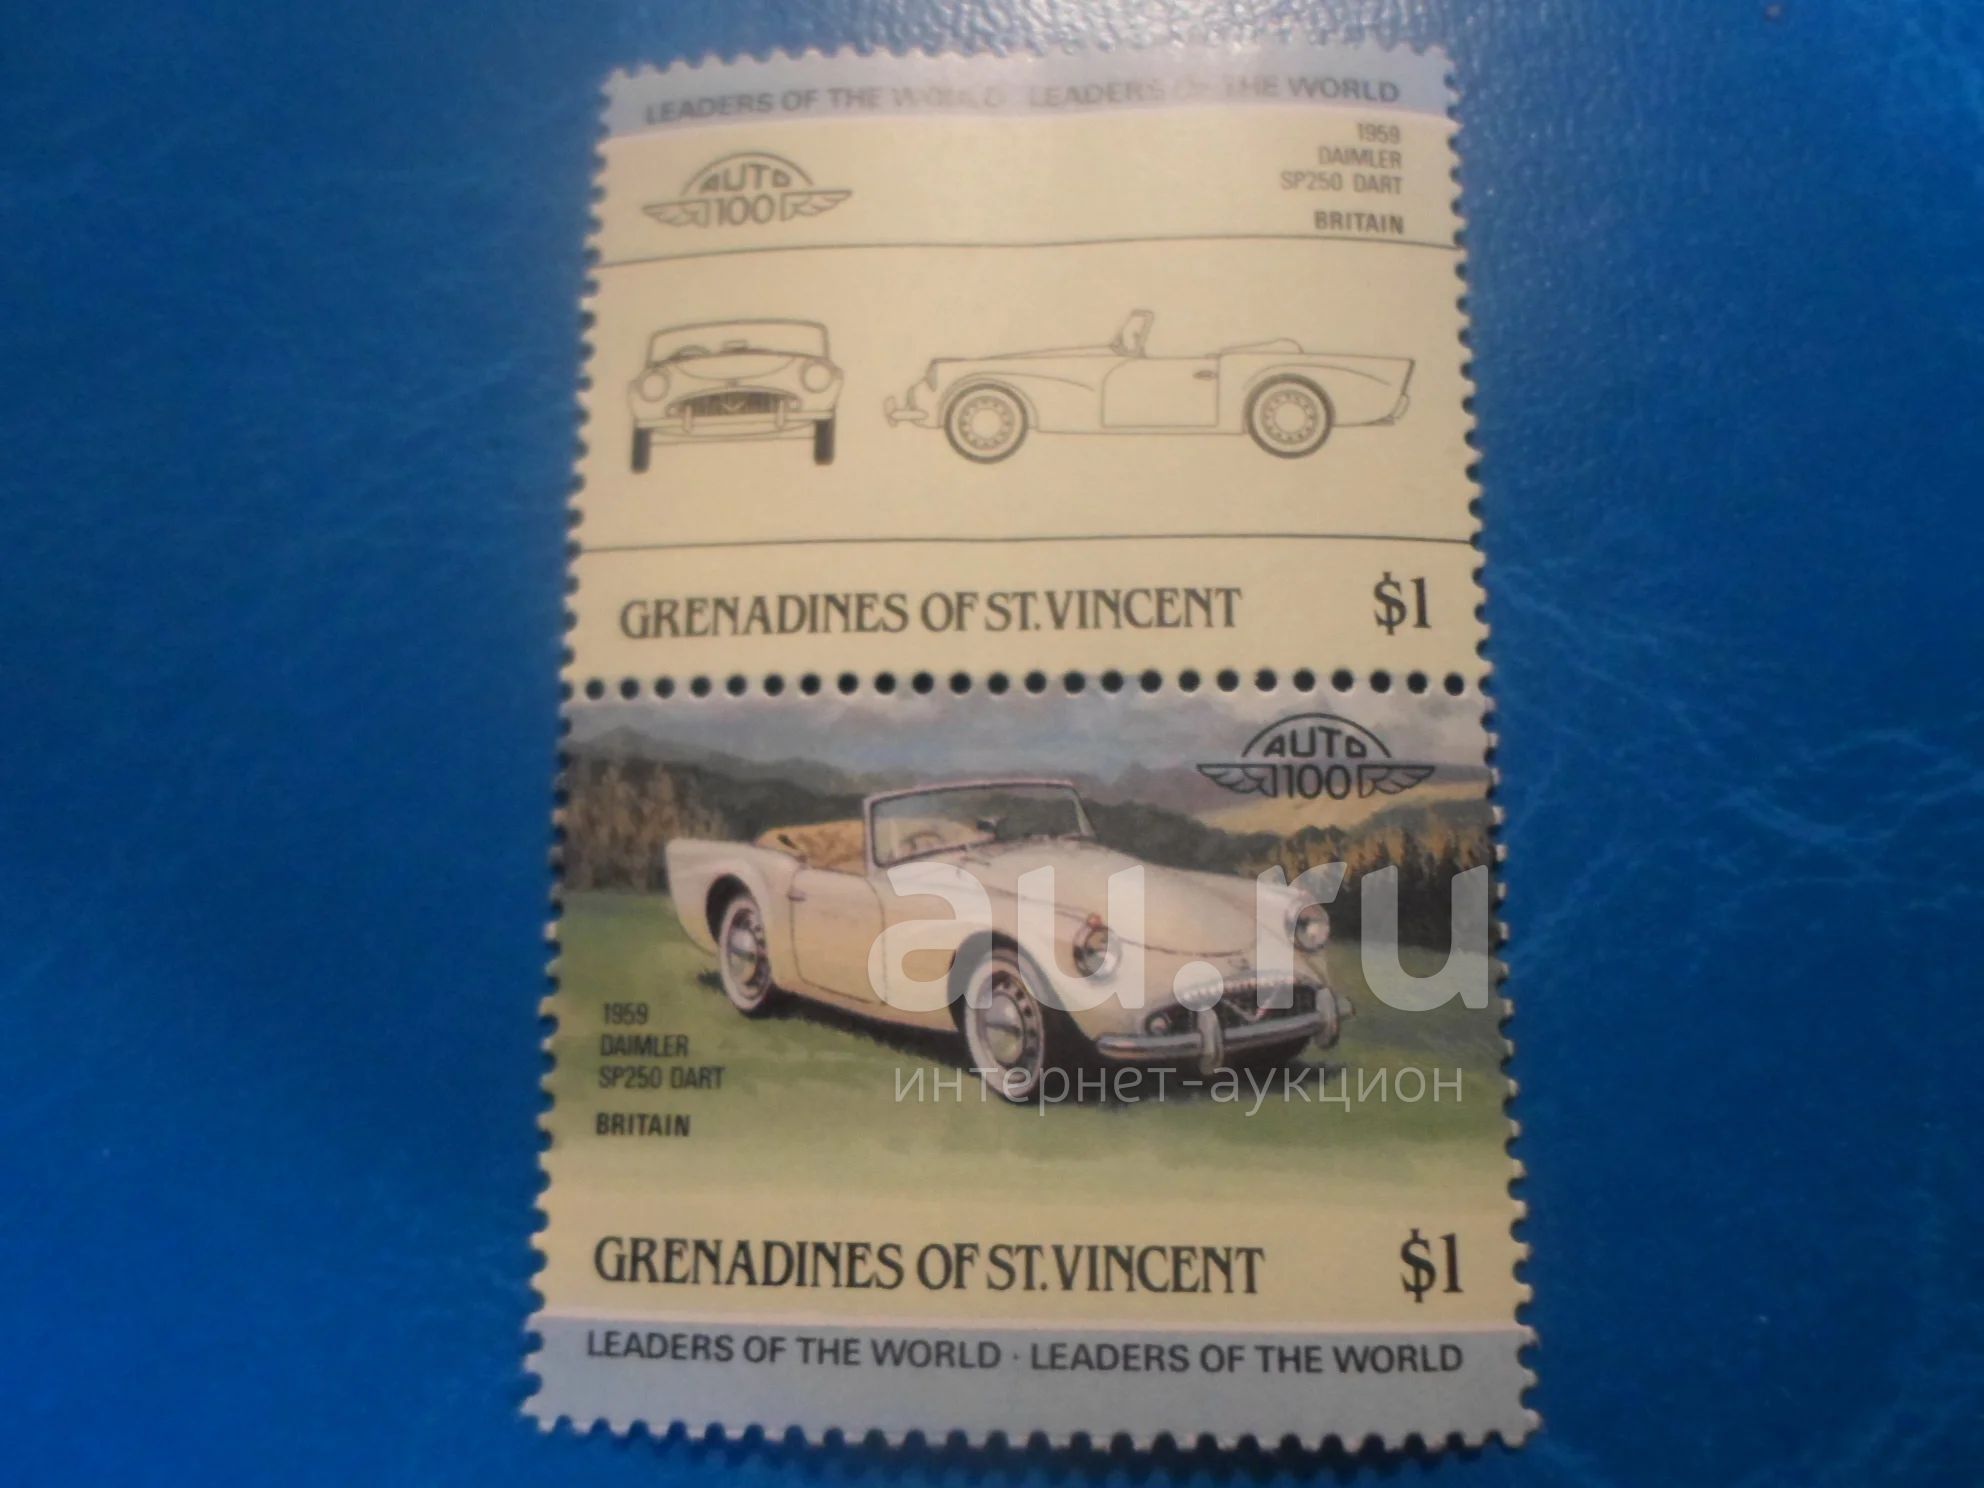 LEADERS OF THE WORLD · LEADERS OF THE WORLD
AUTO
100
1959
DAIMLER
SP250 DART
BRITAIN
GRENADINES OF ST. VINCENT $1
AUTO
100
au.ru
интернет-аукцион
1959
DAIMLER
SP250 DART
BRITAIN
GRENADINES OF ST. VINCENT $1
LEADERS OF THE WORLD · LEADERS OF THE WORLD